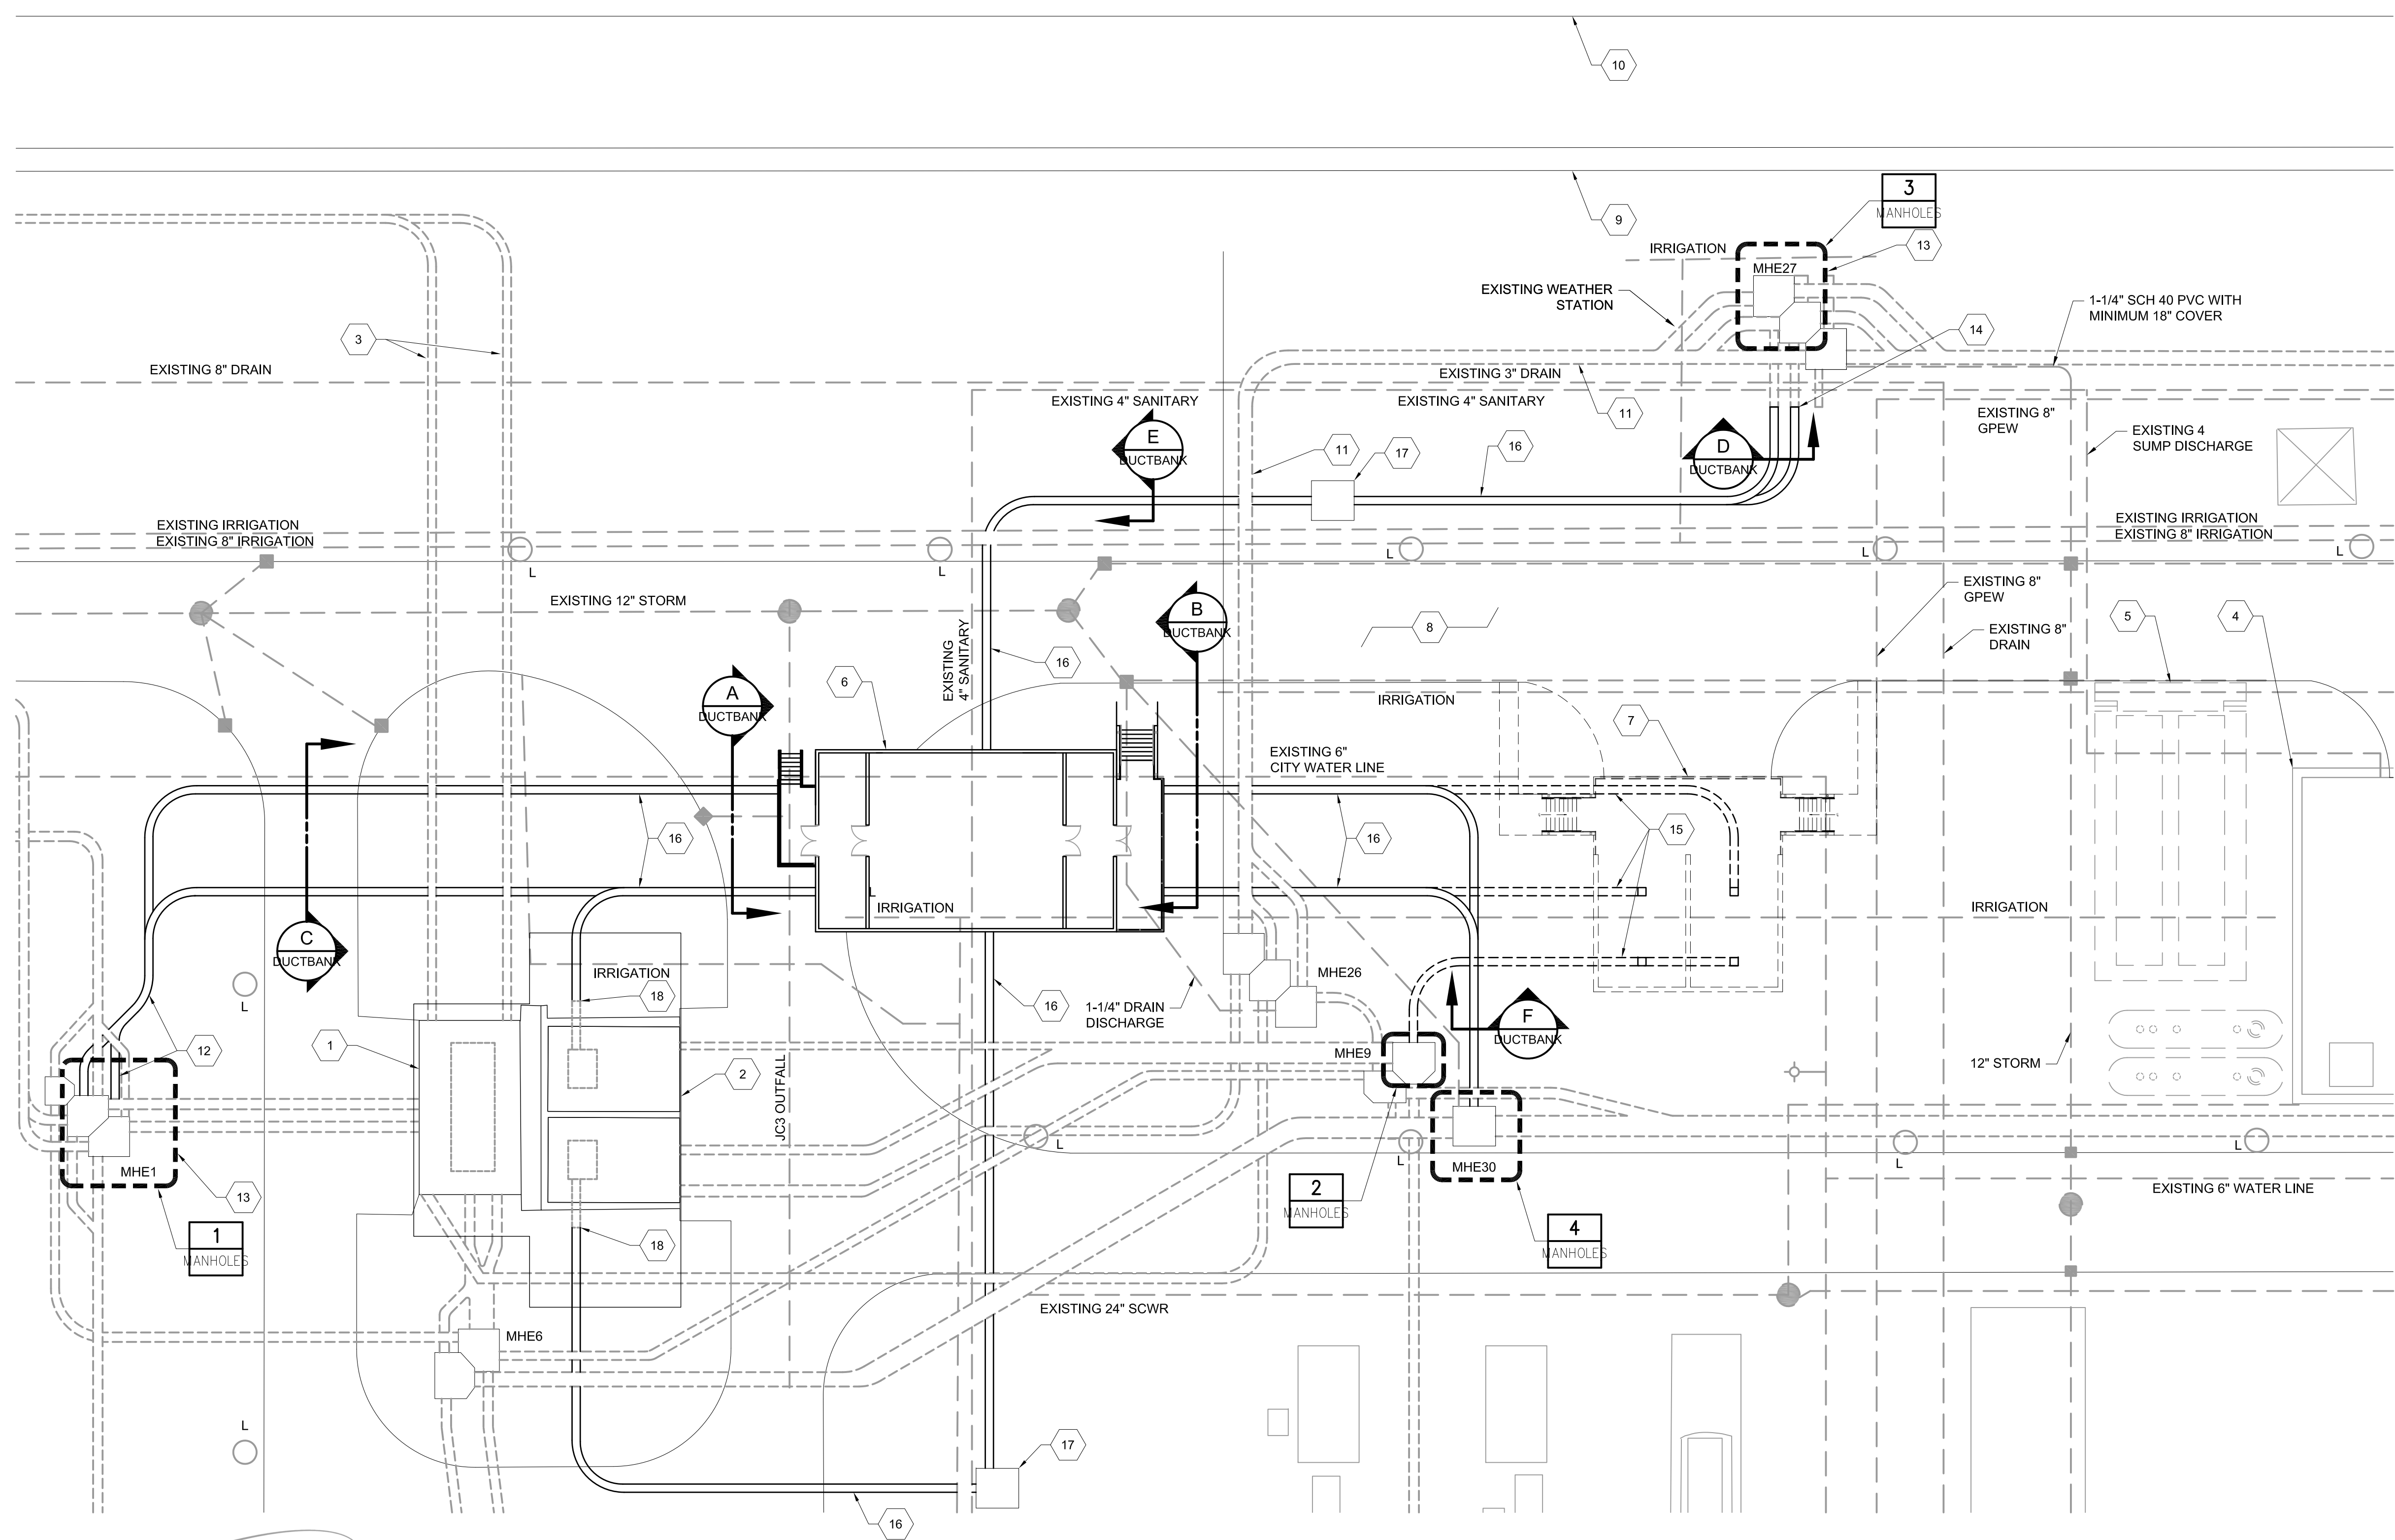 10
9
3
MANHOLES
13
IRRIGATION
MHE27
EXISTING WEATHER
STATION
1-1/4" SCH 40 PVC WITH
MINIMUM 18" COVER
14
3
EXISTING 8" DRAIN
EXISTING 3" DRAIN
EXISTING 4" SANITARY
EXISTING 4" SANITARY
11
EXISTING 8"
GPEW
EXISTING 4
SUMP DISCHARGE
E
DUCTBANK
11
17
16
D
DUCTBANK
EXISTING IRRIGATION
EXISTING 8" IRRIGATION
EXISTING IRRIGATION
EXISTING 8" IRRIGATION
L
L
L
L
L
EXISTING 12" STORM
EXISTING 8"
GPEW
B
DUCTBANK
8
5
4
EXISTING 8"
DRAIN
EXISTING
4" SANITARY
16
6
A
DUCTBANK
IRRIGATION
7
EXISTING 6"
CITY WATER LINE
16
16
15
L
IRRIGATION
IRRIGATION
C
DUCTBANK
IRRIGATION
18
MHE26
16
1-1/4" DRAIN
DISCHARGE
F
DUCTBANK
L
1
12
2
JC3 OUTFALL
MHE9
12" STORM
L
L
L
L
MHE1
MHE30
13
2
MANHOLES
EXISTING 6" WATER LINE
1
MANHOLES
18
4
MANHOLES
EXISTING 24" SCWR
MHE6
L
17
16